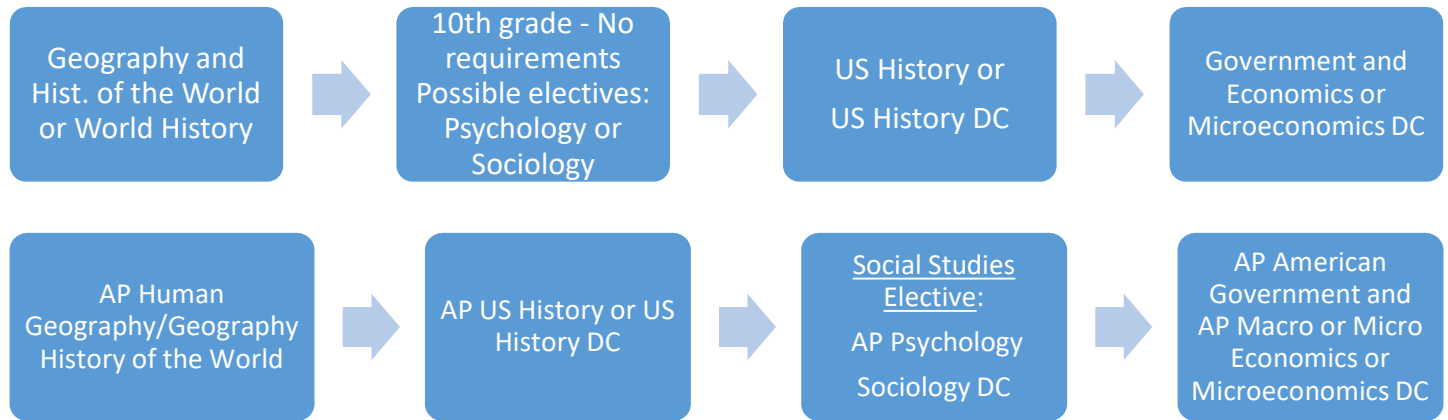 Geography and
Hist. of the World
or World History
10th grade - No
requirements
Possible electives:
Psychology or
Sociology
US History or
US History DC
Government and
Economics or
Microeconomics DC
AP Human
Geography/Geography
History of the World
AP US History or US
History DC
Social Studies
Elective:
AP Psychology
Sociology DC
AP American
Government and
AP Macro or Micro
Economics or
Microeconomics DC